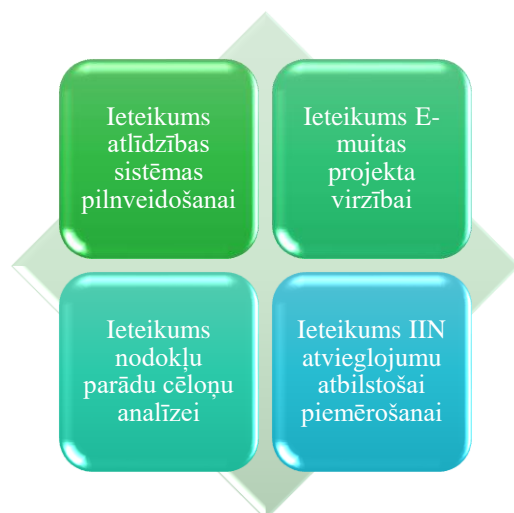 Ieteikums
atlīdzības
sistēmas
pilnveidošanai
Ieteikums E-
muitas
projekta
virzībai
Ieteikums
nodokļu
parādu cēloņu
analīzei
Ieteikums IIN
atvieglojumu
atbilstošai
piemērošanai